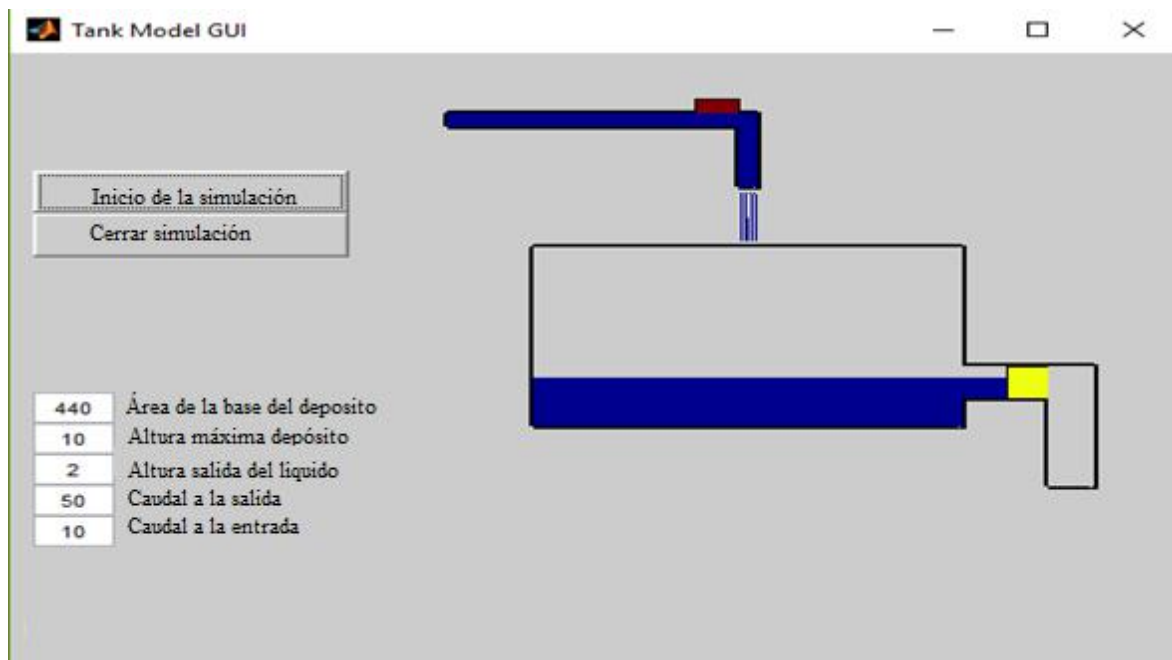 Tank Model GUI
Inicio de la simulación
Cerrar simulación
440 Área de la base del deposito
10 Altura máxima depósito
2 Altura salida del liquido
50 Caudal a la salida
10 Caudal a la entrada